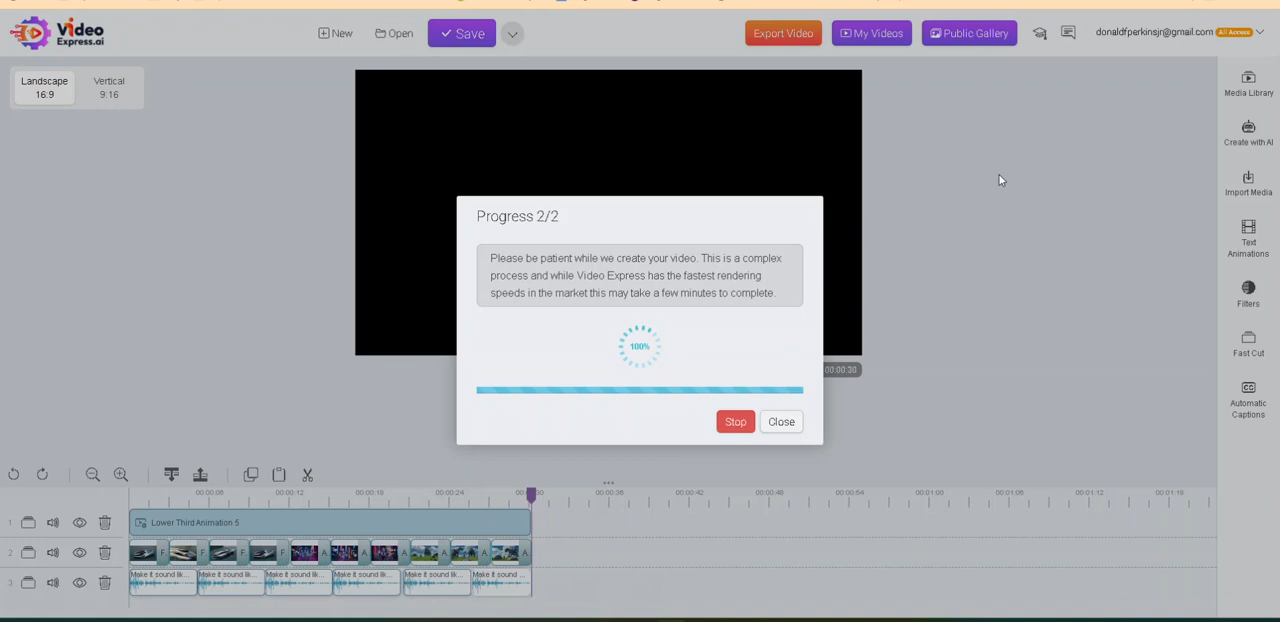 Video
Express.ai
New
Open
Save
Export Video
My Videos
Public Gallery
donaldfperkinsjr@gmail.com
All Access
Landscape
16:9
Vertical
9:16
Media Library
Create with AI
Import Media
Text
Animations
Filters
Fast Cut
Automatic
Captions
Progress 2/2
Please be patient while we create your video. This is a complex
process and while Video Express has the fastest rendering
speeds in the market this may take a few minutes to complete.
100%
00:00:30
Stop
Close
00:00:06
00:00:12
00:00:18
00:00:24
00:00:36
00:00:42
00:00:48
00:00:54
00:01:00
00:01:06
00:01:12
00:01:18
1
Lower Third Animation 5
2
F
F
F
F
A
A
A
A
A
A
3
Make it sound lik...
Make it sound lik...
Make it sound lik...
Make it sound lik...
Make it sound lik...
Make it sound ...